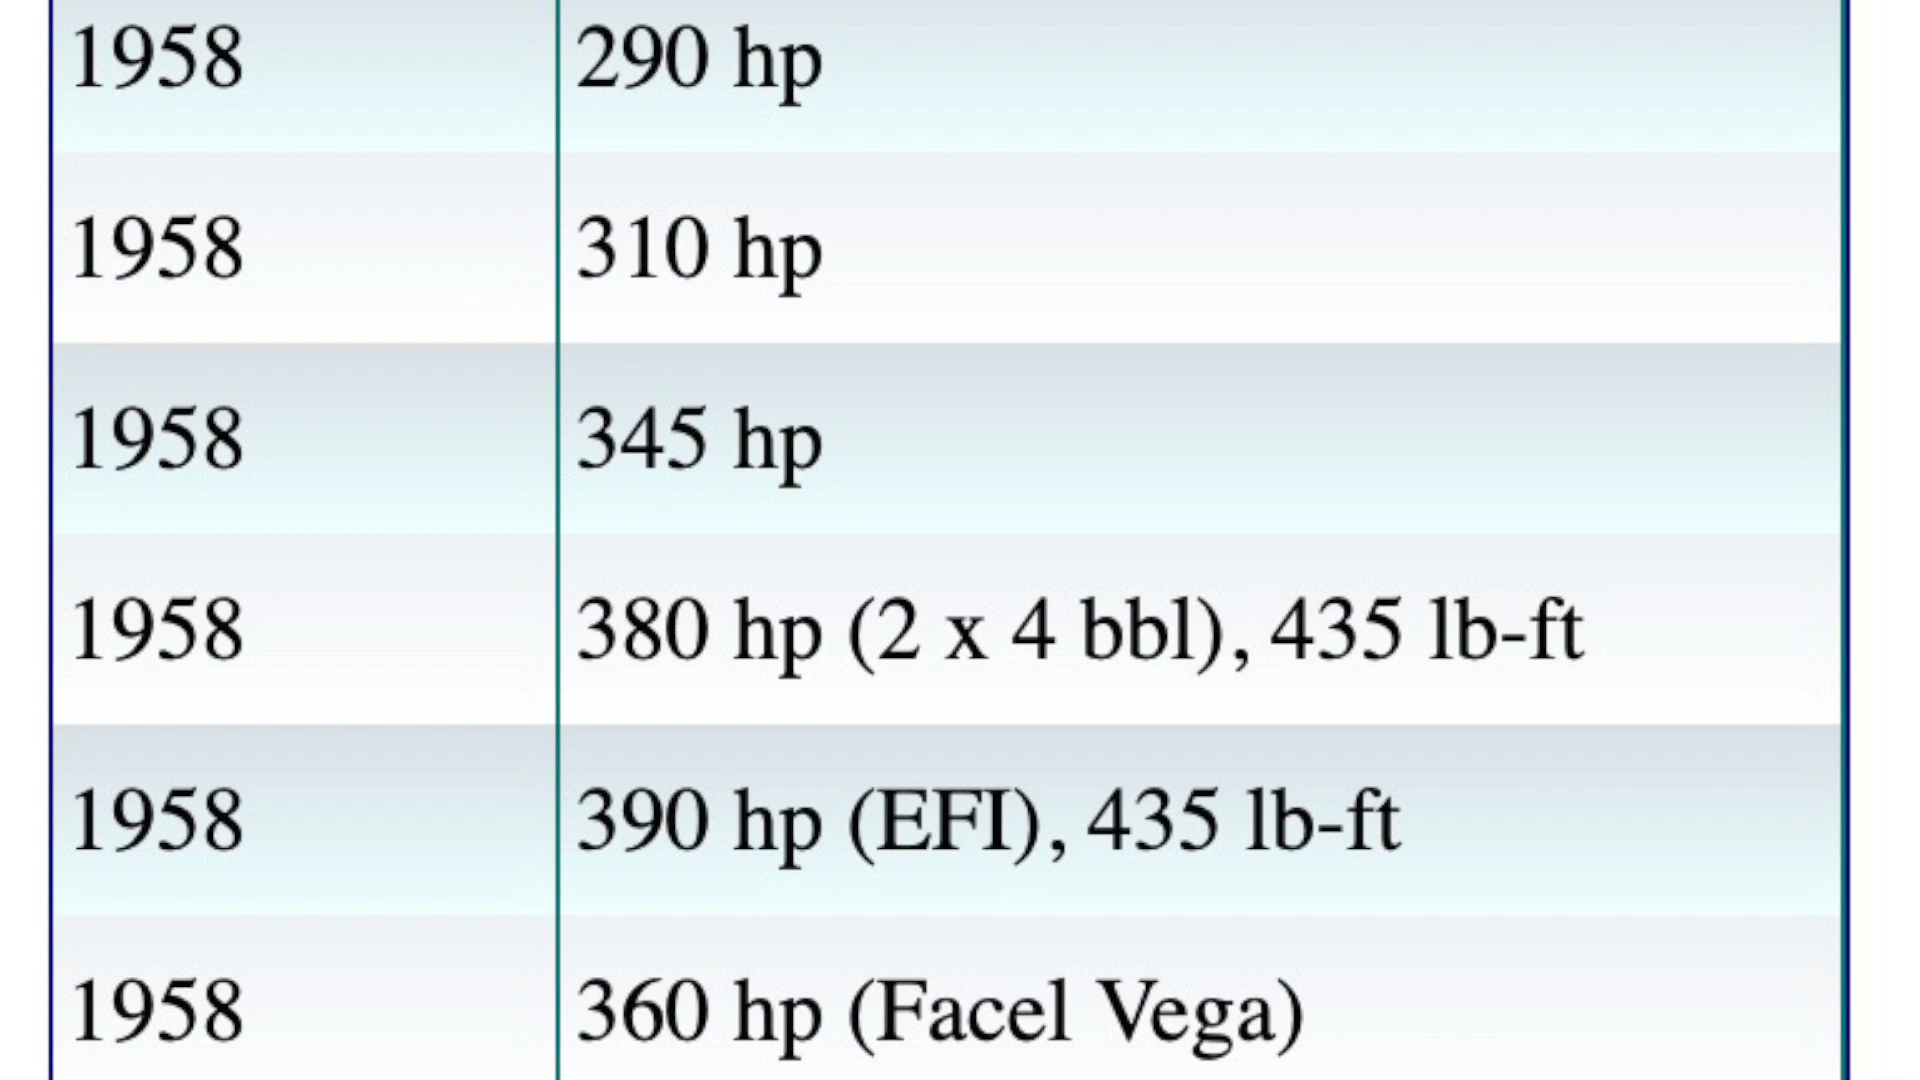 1958 290 hp
1958 310 hp
1958 345 hp
1958 380 hp (2 x 4 bbl), 435 lb-ft
1958 390 hp (EFI), 435 lb-ft
1958 360 hp (Facel Vega)